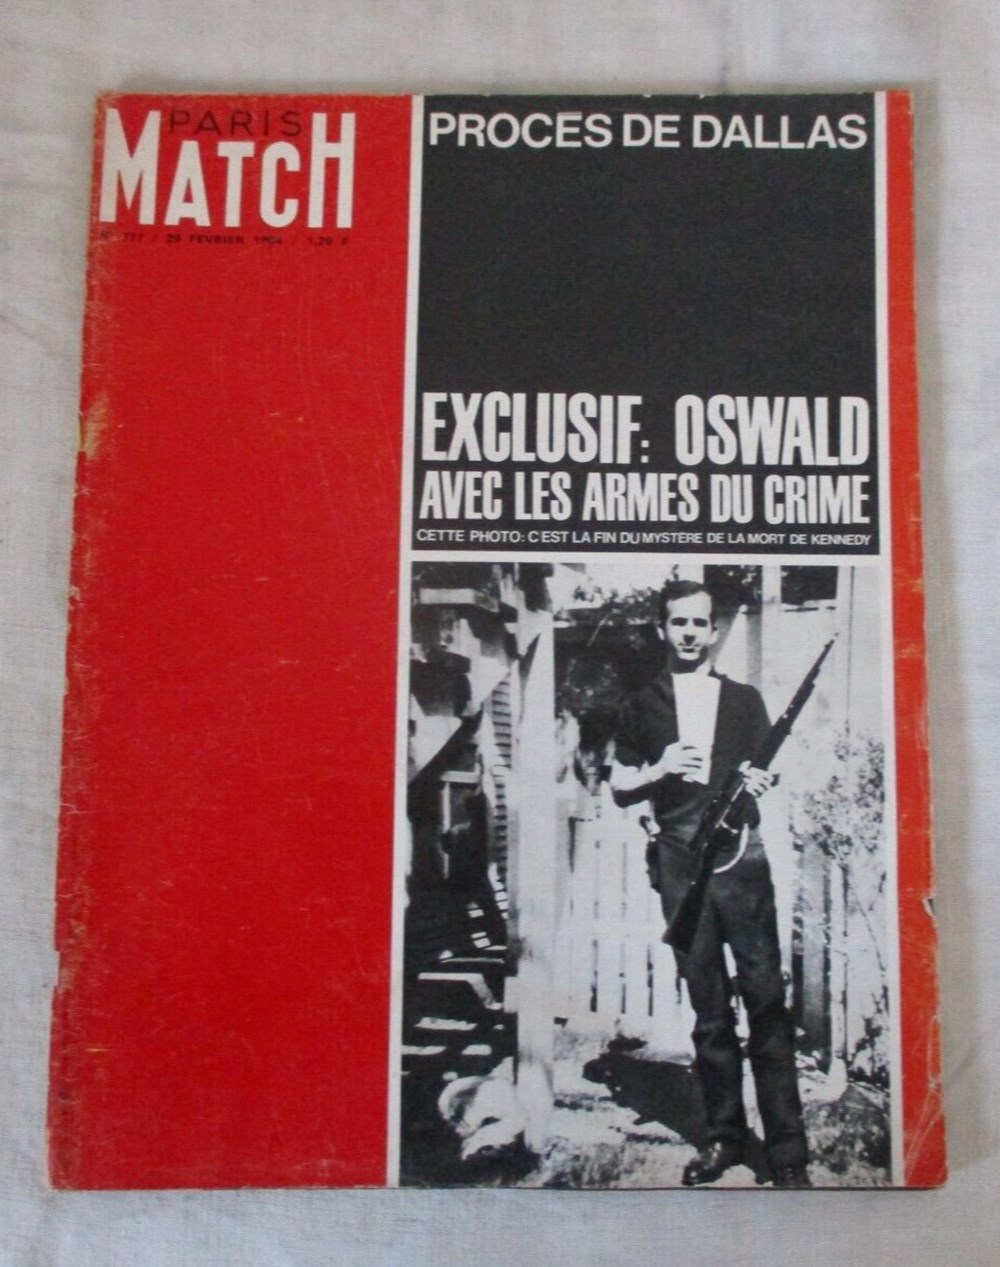 PARIS
MATCH
N° 777 / 29 FEVRIER 1964 / 1,20 F
PROCES DE DALLAS
EXCLUSIF: OSWALD
AVEC LES ARMES DU CRIME
CETTE PHOTO: C'EST LA FIN DU MYSTÈRE DE LA MORT DE KENNEDY